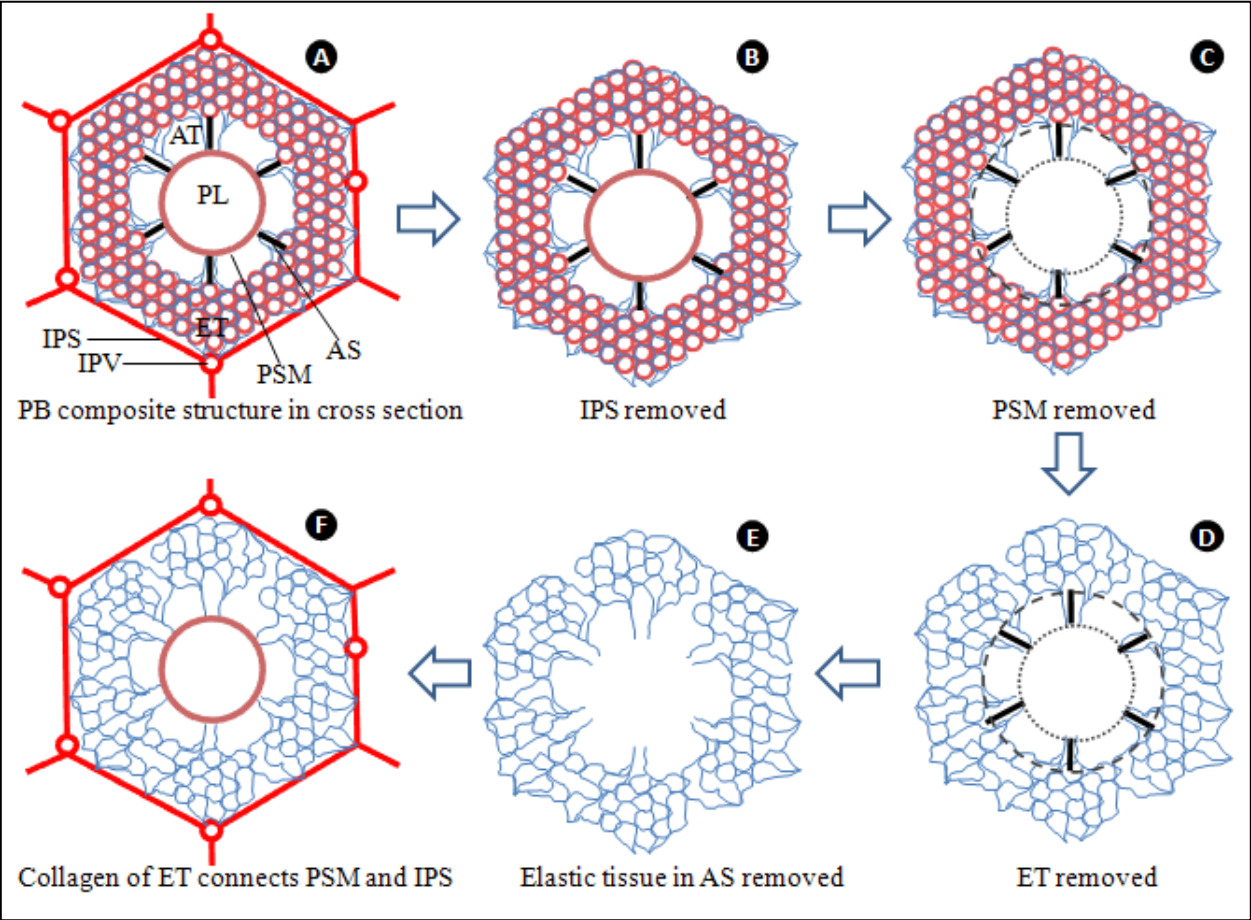 A
B
C
AT
PL
ET
IPS
IPV
AS
PSM
PB composite structure in cross section
IPS removed
PSM removed
F
E
D
Collagen of ET connects PSM and IPS
Elastic tissue in AS removed
ET removed